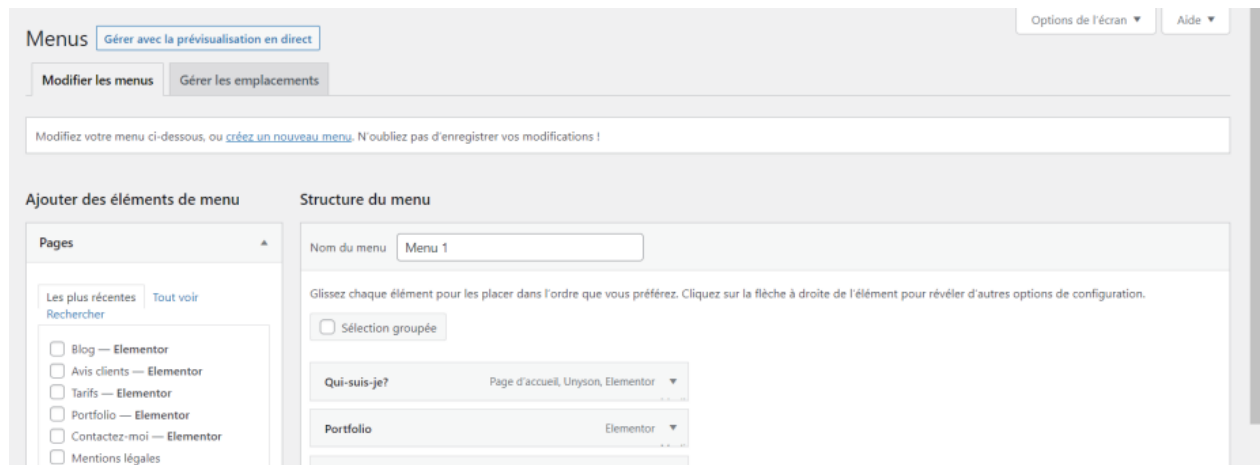 Options de l'écran ▼
Aide ▼
Menus
Gérer avec la prévisualisation en direct
Modifier les menus
Gérer les emplacements
Modifiez votre menu ci-dessous, ou créez un nouveau menu. N'oubliez pas d'enregistrer vos modifications !
Ajouter des éléments de menu
Pages
Les plus récentes
Tout voir
Rechercher
Blog — Elementor
Avis clients — Elementor
Tarifs — Elementor
Portfolio — Elementor
Contactez-moi — Elementor
Mentions légales
Structure du menu
Nom du menu
Menu 1
Glissez chaque élément pour les placer dans l'ordre que vous préférez. Cliquez sur la flèche à droite de l'élément pour révéler d'autres options de configuration.
Sélection groupée
Qui-suis-je?
Page d'accueil, Unyson, Elementor ▼
Portfolio
Elementor ▼